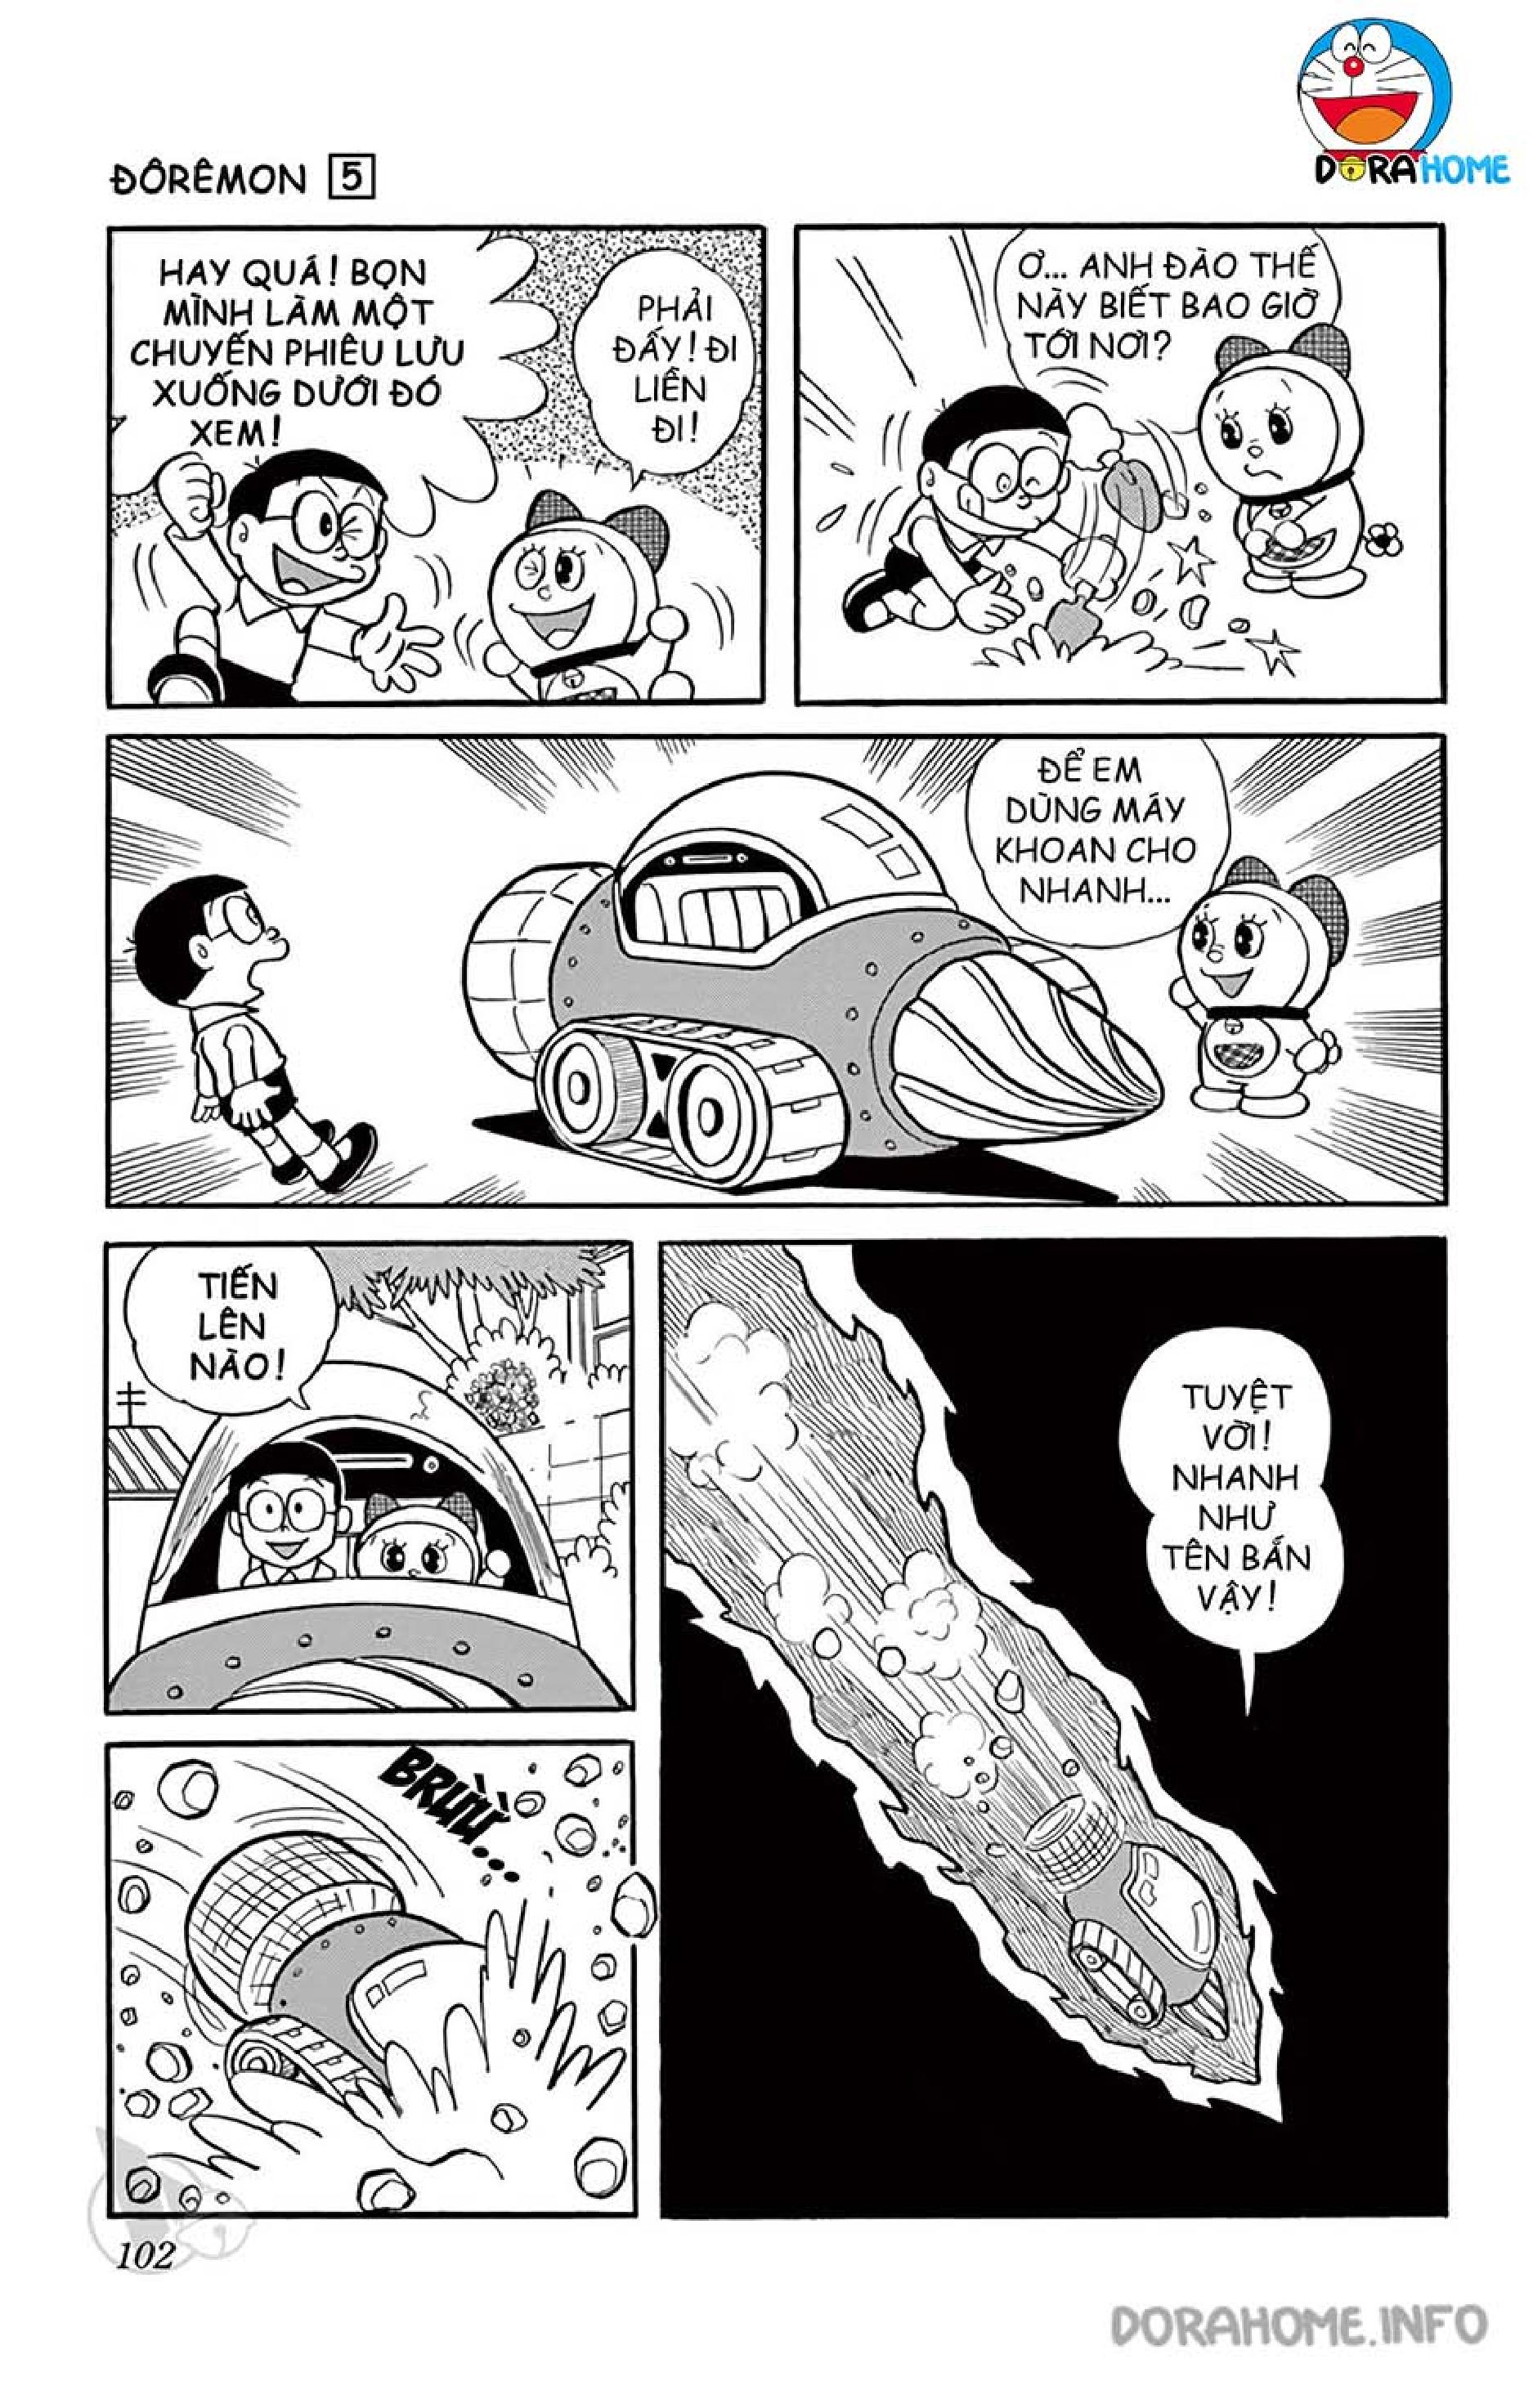 DORAHOME
ĐÔRÊMON 5
HAY QUÁ! BỌN
MÌNH LÀM MỘT
CHUYẾN PHIÊU LƯU
XUỐNG DƯỚI ĐÓ
XEM!
PHẢI
ĐẤY! ĐI
LIỀN
ĐI!
Ơ... ANH ĐÀO THẾ
NÀY BIẾT BAO GIỜ
TỚI NƠI?
ĐỂ EM
DÙNG MÁY
KHOAN CHO
NHANH...
TIẾN
LÊN
NÀO!
BRỪỪ...
TUYỆT
VỜI!
NHANH
NHƯ
TÊN BẮN
VẬY!
102
DORAHOME.INFO